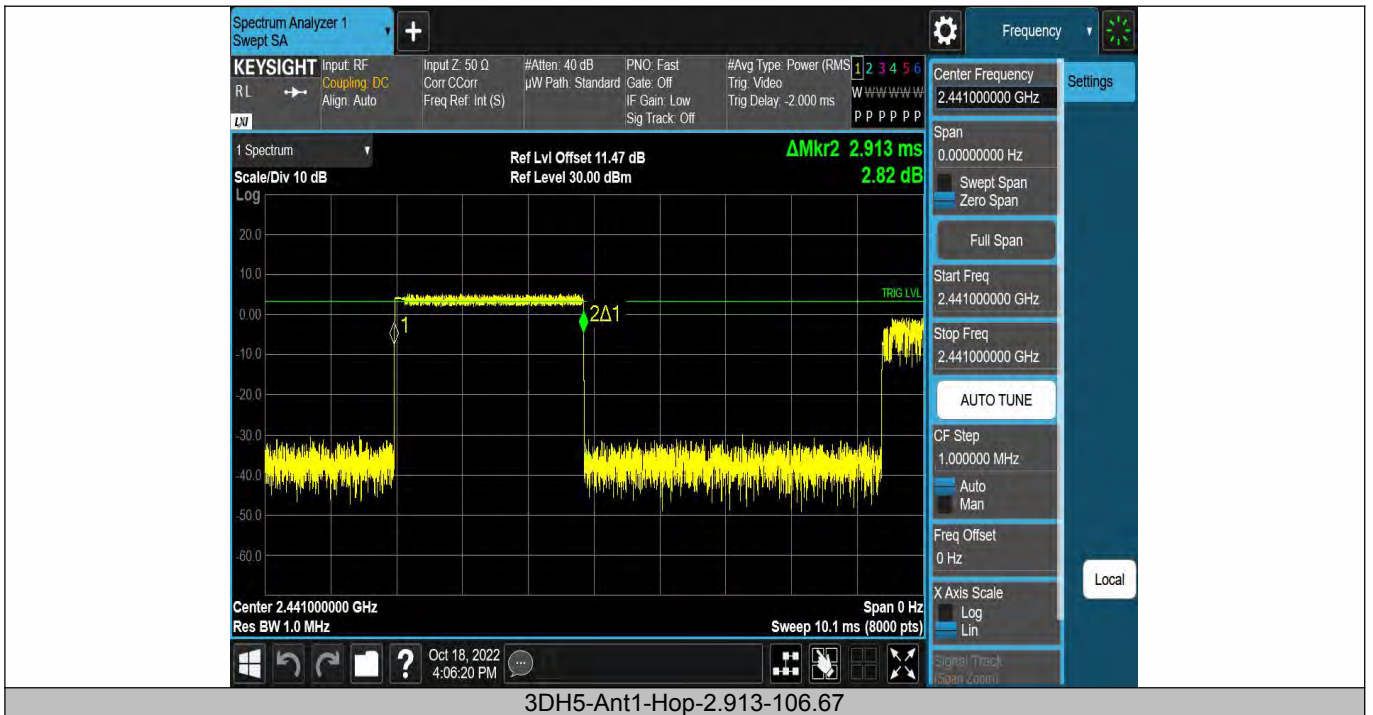 Spectrum Analyzer 1
Swept SA
+
Frequency
KEYSIGHT
R L
LXI
Input: RF
Coupling: DC
Align: Auto
Input Z: 50 Ω
Corr CCorr
Freq Ref: Int (S)
#Atten: 40 dB
µW Path: Standard
PNO: Fast
Gate: Off
IF Gain: Low
Sig Track: Off
#Avg Type: Power (RMS
Trig: Video
Trig Delay: -2.000 ms
1 2 3 4 5 6
W W W W W W
P P P P P P
1 Spectrum
Scale/Div 10 dB
Ref Lvl Offset 11.47 dB
Ref Level 30.00 dBm
ΔMkr2 2.913 ms
2.82 dB
Log
20.0
10.0
0.00
-10.0
-20.0
-30.0
-40.0
-50.0
-60.0
TRIG LVL
1
2Δ1
Center 2.441000000 GHz
Res BW 1.0 MHz
Span 0 Hz
Sweep 10.1 ms (8000 pts)
Center Frequency
2.441000000 GHz
Settings
Span
0.00000000 Hz
Swept Span
Zero Span
Full Span
Start Freq
2.441000000 GHz
Stop Freq
2.441000000 GHz
AUTO TUNE
CF Step
1.000000 MHz
Auto
Man
Freq Offset
0 Hz
X Axis Scale
Log
Lin
Signal Track
(Span Zoom)
Local
?
Oct 18, 2022
4:06:20 PM
3DH5-Ant1-Hop-2.913-106.67